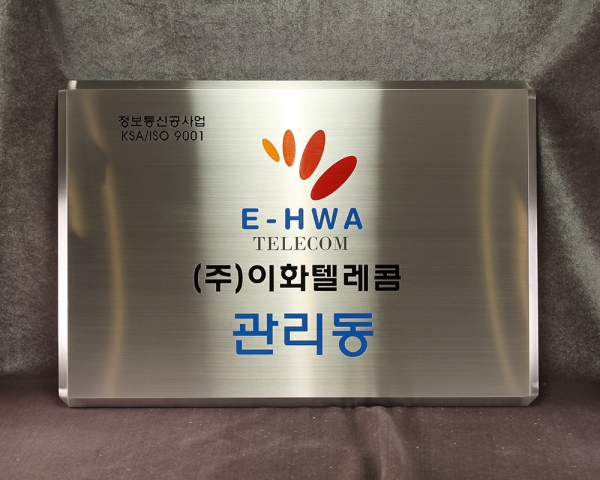 정보통신공사업
KSA/ISO 9001
E-HWA
TELECOM
(주)이화텔레콤
관리동